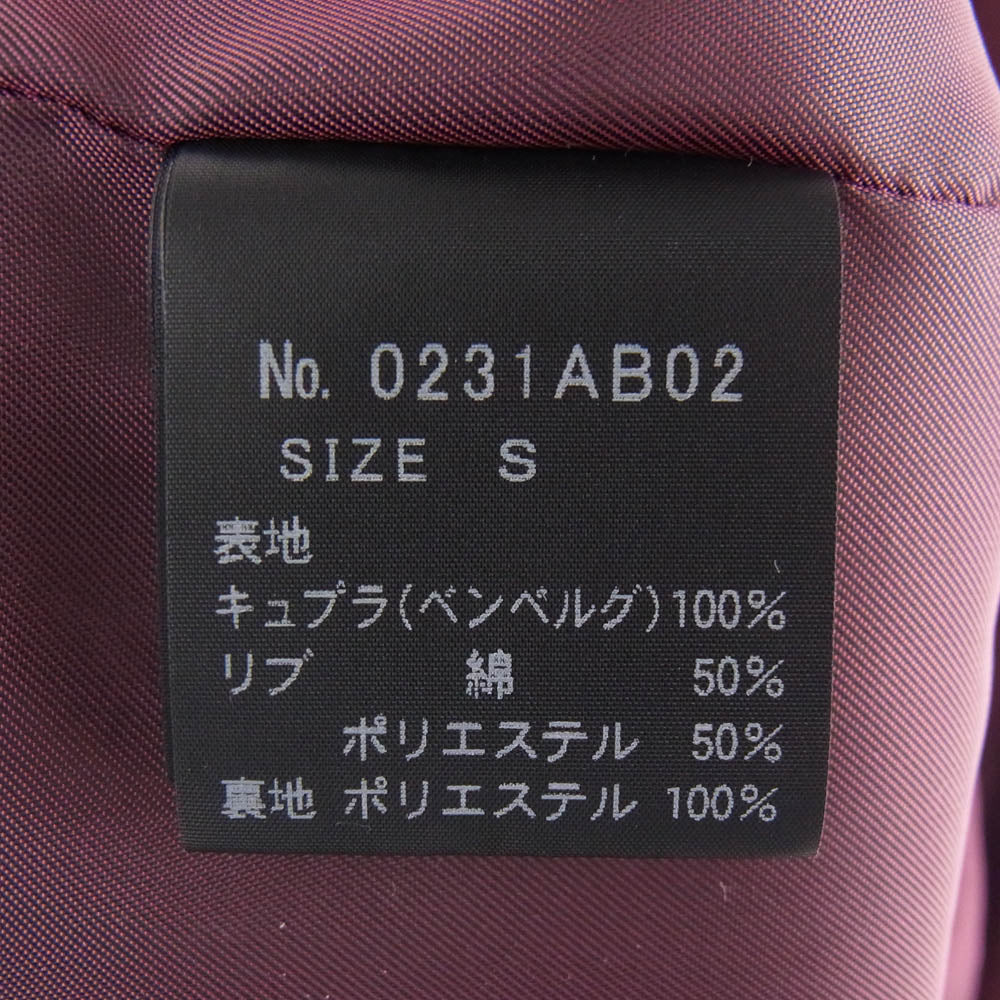 No. 0231AB02
SIZE S
表地
キュプラ(ベンベルグ)100%
リブ 綿 50%
ポリエステル 50%
裏地 ポリエステル 100%